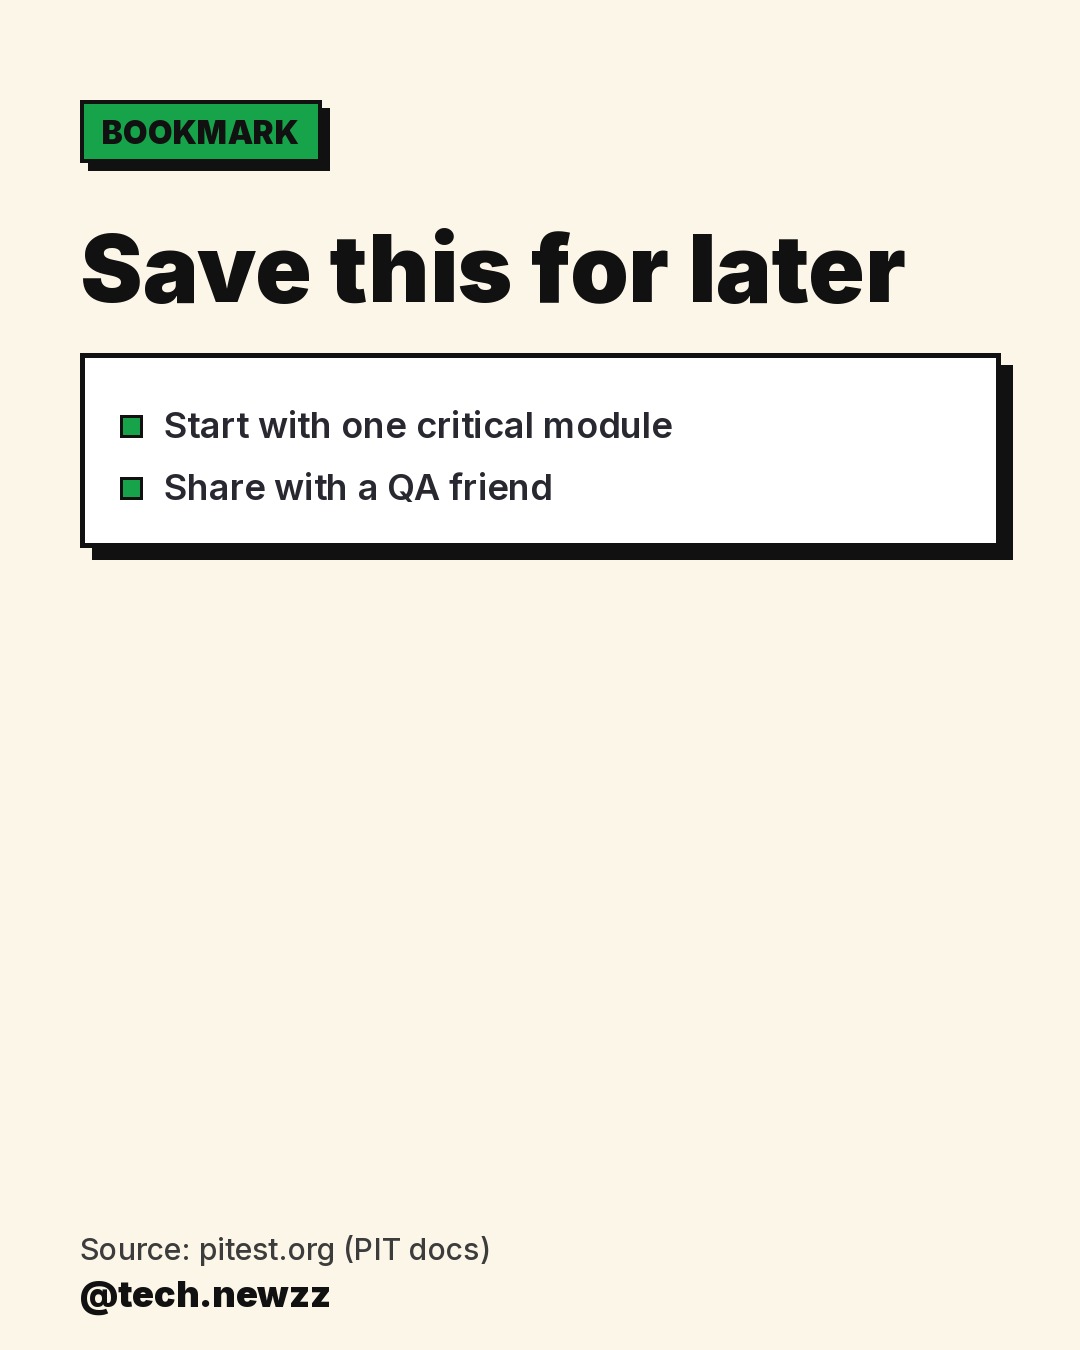 BOOKMARK
Save this for later
Start with one critical module
Share with a QA friend
Source: pitest.org (PIT docs)
@tech.newzz